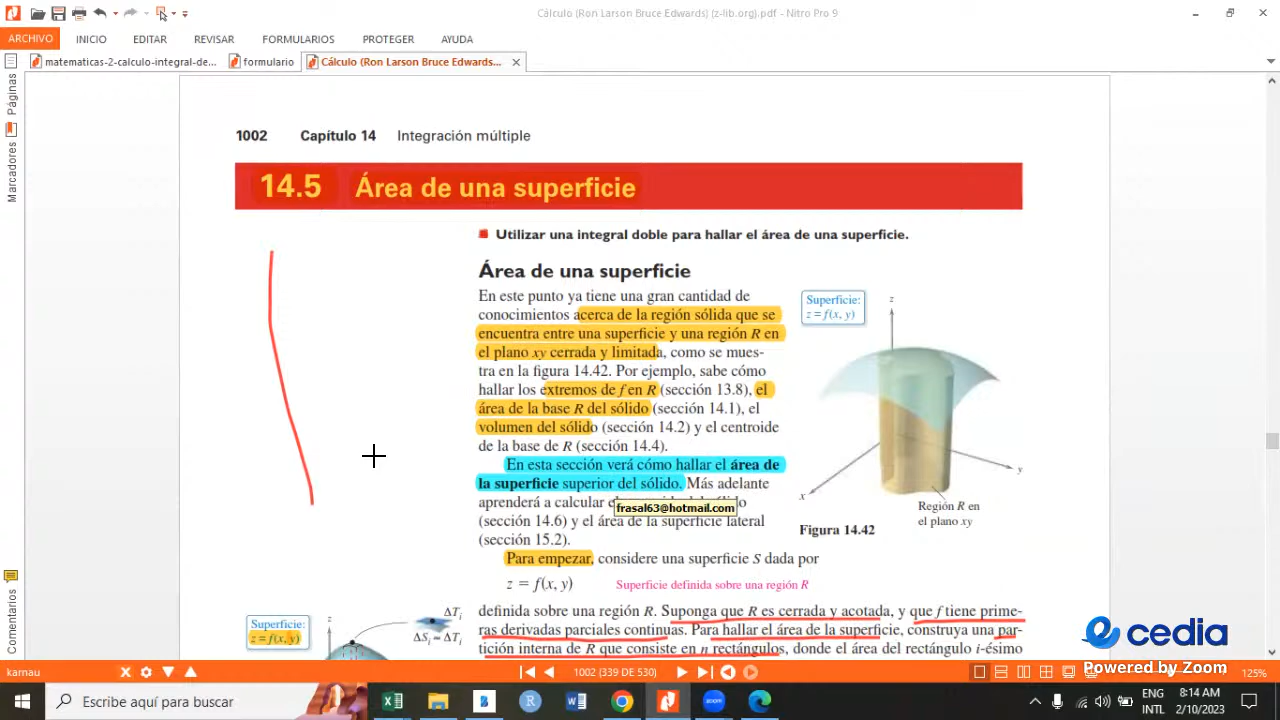 Cálculo (Ron Larson Bruce Edwards) (z-lib.org).pdf - Nitro Pro 9
ARCHIVO INICIO EDITAR REVISAR FORMULARIOS PROTEGER AYUDA
matematicas-2-calculo-integral-de... formulario Cálculo (Ron Larson Bruce Edwards...
Páginas
Marcadores
Comentarios
1002 Capítulo 14 Integración múltiple
14.5 Área de una superficie
Utilizar una integral doble para hallar el área de una superficie.
Área de una superficie
En este punto ya tiene una gran cantidad de
conocimientos acerca de la región sólida que se
encuentra entre una superficie y una región R en
el plano xy cerrada y limitada, como se mues-
tra en la figura 14.42. Por ejemplo, sabe cómo
hallar los extremos de f en R (sección 13.8), el
área de la base R del sólido (sección 14.1), el
volumen del sólido (sección 14.2) y el centroide
de la base de R (sección 14.4).
En esta sección verá cómo hallar el área de
la superficie superior del sólido. Más adelante
aprenderá a calcular
frasal63@hotmail.com
(sección 14.6) y el área de la superficie lateral
(sección 15.2).
Superficie:
z = f(x, y)
z
x
y
Región R en
el plano xy
Figura 14.42
Para empezar, considere una superficie S dada por
z = f(x, y) Superficie definida sobre una región R
definida sobre una región R. Suponga que R es cerrada y acotada, y que f tiene prime-
ras derivadas parciales continuas. Para hallar el área de la superficie, construya una par-
tición interna de R que consiste en n rectángulos, donde el área del rectángulo i-ésimo
Superficie:
z = f(x, y)
z
ΔTi
ΔSi ≈ ΔTi
cedia
Powered by Zoom
karnau
1002 (339 DE 530)
125%
Escribe aquí para buscar
ENG
INTL
8:14 AM
2/10/2023